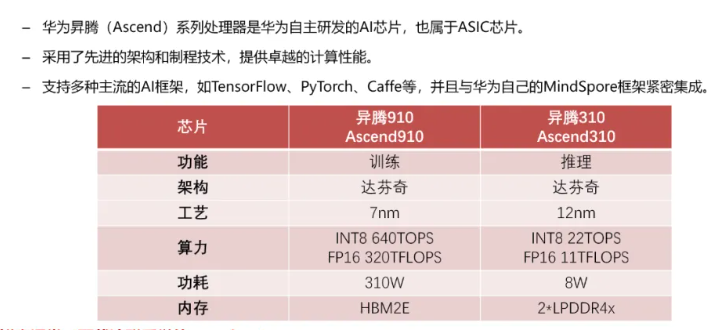 – 华为昇腾（Ascend）系列处理器是华为自主研发的AI芯片，也属于ASIC芯片。
– 采用了先进的架构和制程技术，提供卓越的计算性能。
– 支持多种主流的AI框架，如TensorFlow、PyTorch、Caffe等，并且与华为自己的MindSpore框架紧密集成。
芯片 昇腾910 昇腾310
Ascend910 Ascend310
功能 训练 推理
架构 达芬奇 达芬奇
工艺 7nm 12nm
算力 INT8 640TOPS INT8 22TOPS
FP16 320TFLOPS FP16 11TFLOPS
功耗 310W 8W
内存 HBM2E 2*LPDDR4x